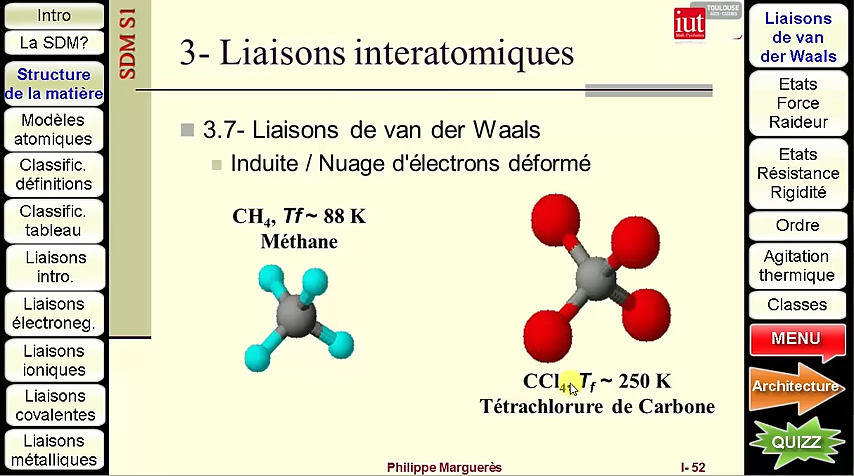 Intro
La SDM?
Structure
de la matière
Modèles
atomiques
Classific.
définitions
Classific.
tableau
Liaisons
intro.
Liaisons
électroneg.
Liaisons
ioniques
Liaisons
covalentes
Liaisons
métalliques
SDM S1
3- Liaisons interatomiques
iut
TOULOUSE
3.7- Liaisons de van der Waals
Induite / Nuage d'électrons déformé
CH4, Tf ~ 88 K
Méthane
CCl4, Tf ~ 250 K
Tétrachlorure de Carbone
Philippe Marguerès
I- 52
Liaisons
de van
der Waals
Etats
Force
Raideur
Etats
Résistance
Rigidité
Ordre
Agitation
thermique
Classes
MENU
Architecture
QUIZZ